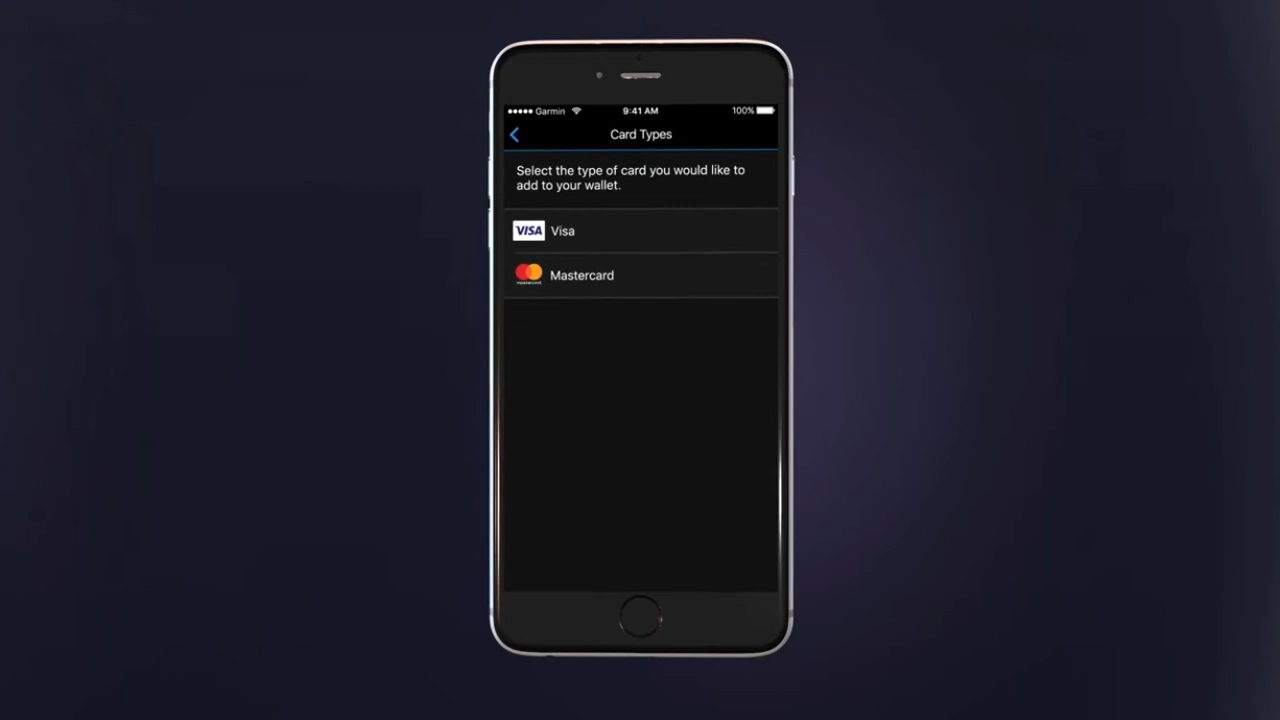 Garmin 9:41 AM 100%
Card Types
Select the type of card you would like to
add to your wallet.
VISA Visa
mastercard Mastercard